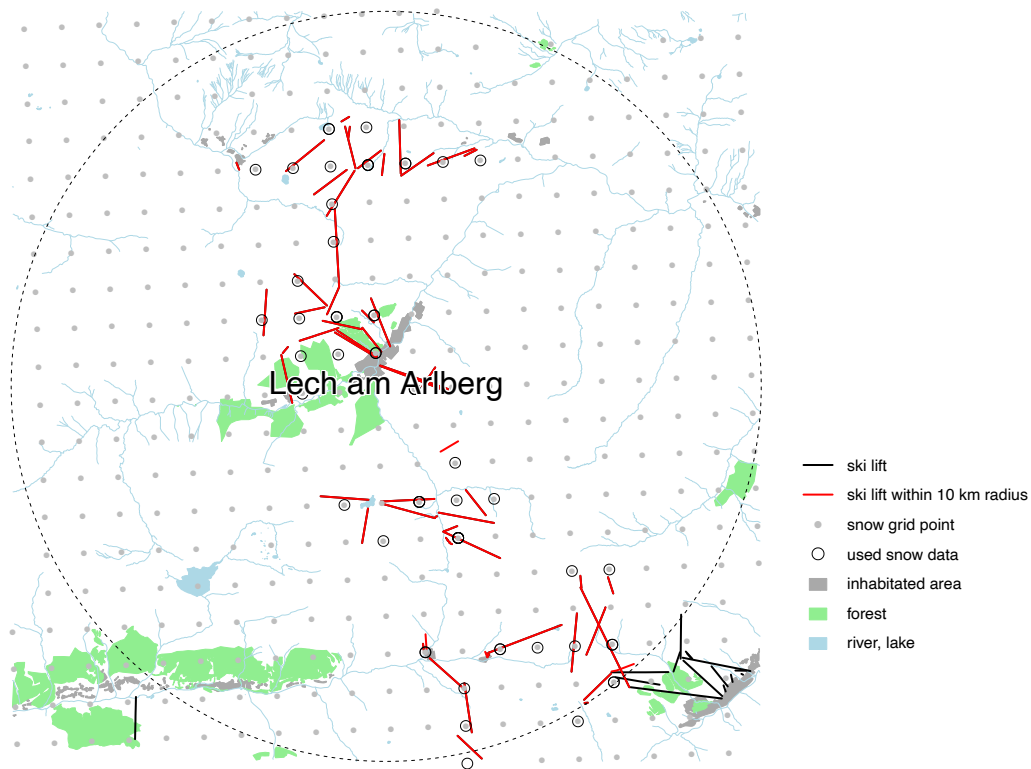 Lech am Arlberg
ski lift
ski lift within 10 km radius
snow grid point
used snow data
inhabitated area
forest
river, lake